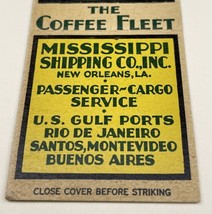 THE
COFFEE FLEET
MISSISSIPPI
SHIPPING CO., INC.
NEW ORLEANS, LA.
PASSENGER~CARGO
SERVICE
U.S. GULF PORTS
RIO DE JANEIRO
SANTOS, MONTEVIDEO
BUENOS AIRES
CLOSE COVER BEFORE STRIKING